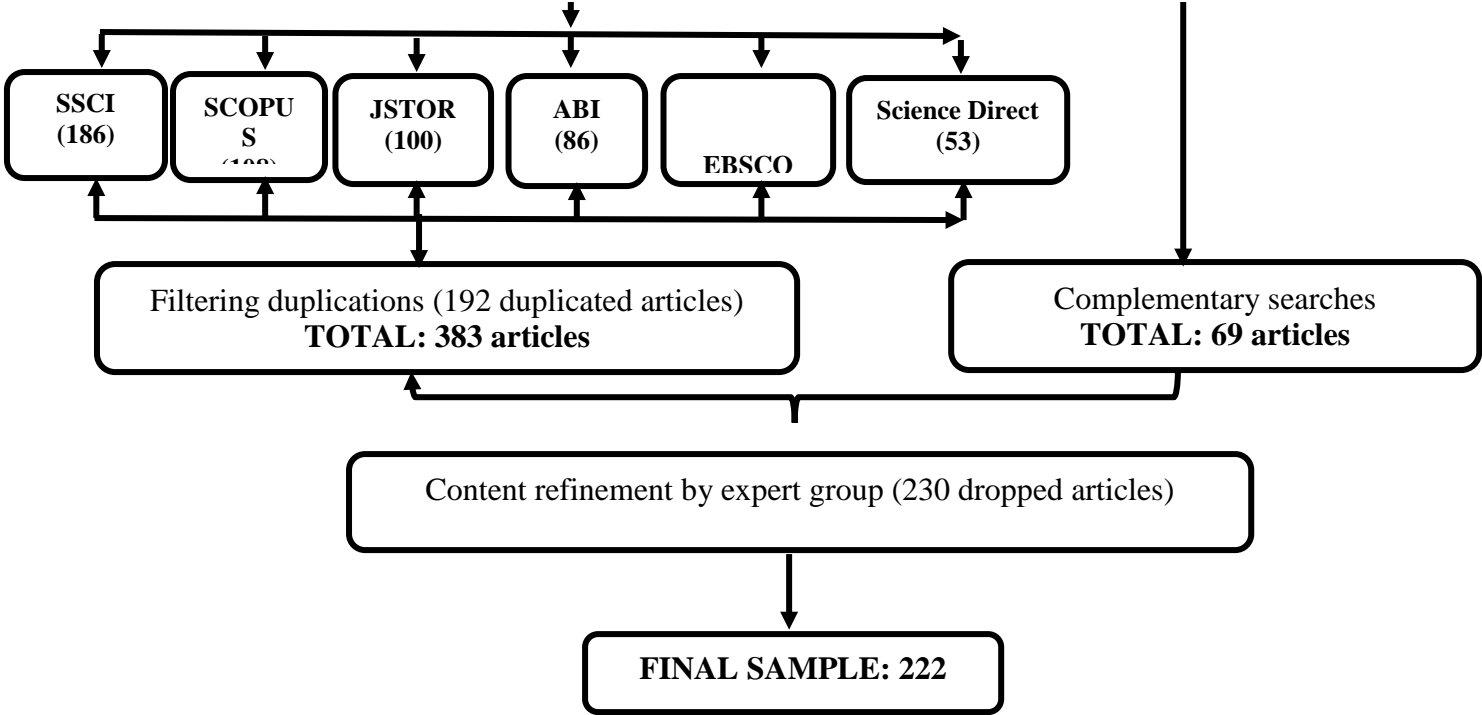 SSCI
(186)
SCOPU
S
JSTOR
(100)
ABI
(86)
EBSCO
Science Direct
(53)
Filtering duplications (192 duplicated articles)
TOTAL: 383 articles
Complementary searches
TOTAL: 69 articles
Content refinement by expert group (230 dropped articles)
FINAL SAMPLE: 222